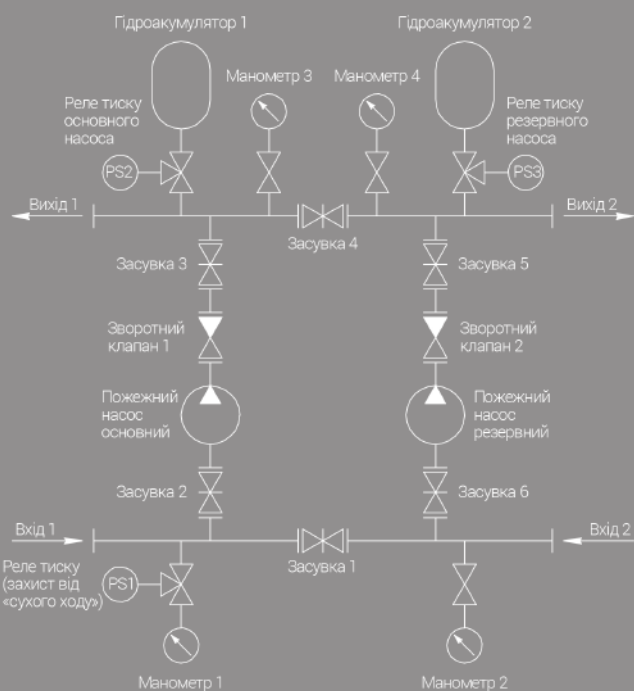 Гідроакумулятор 1
Гідроакумулятор 2
Манометр 3
Манометр 4
Реле тиску
основного
насоса
Реле тиску
резервного
насоса
PS2
PS3
Вихід 1
Вихід 2
Засувка 4
Засувка 3
Засувка 5
Зворотний
клапан 1
Зворотний
клапан 2
Пожежний
насос
основний
Пожежний
насос
резервний
Засувка 2
Засувка 6
Вхід 1
Вхід 2
Засувка 1
Реле тиску
(захист від
«сухого ходу»)
PS1
Манометр 1
Манометр 2